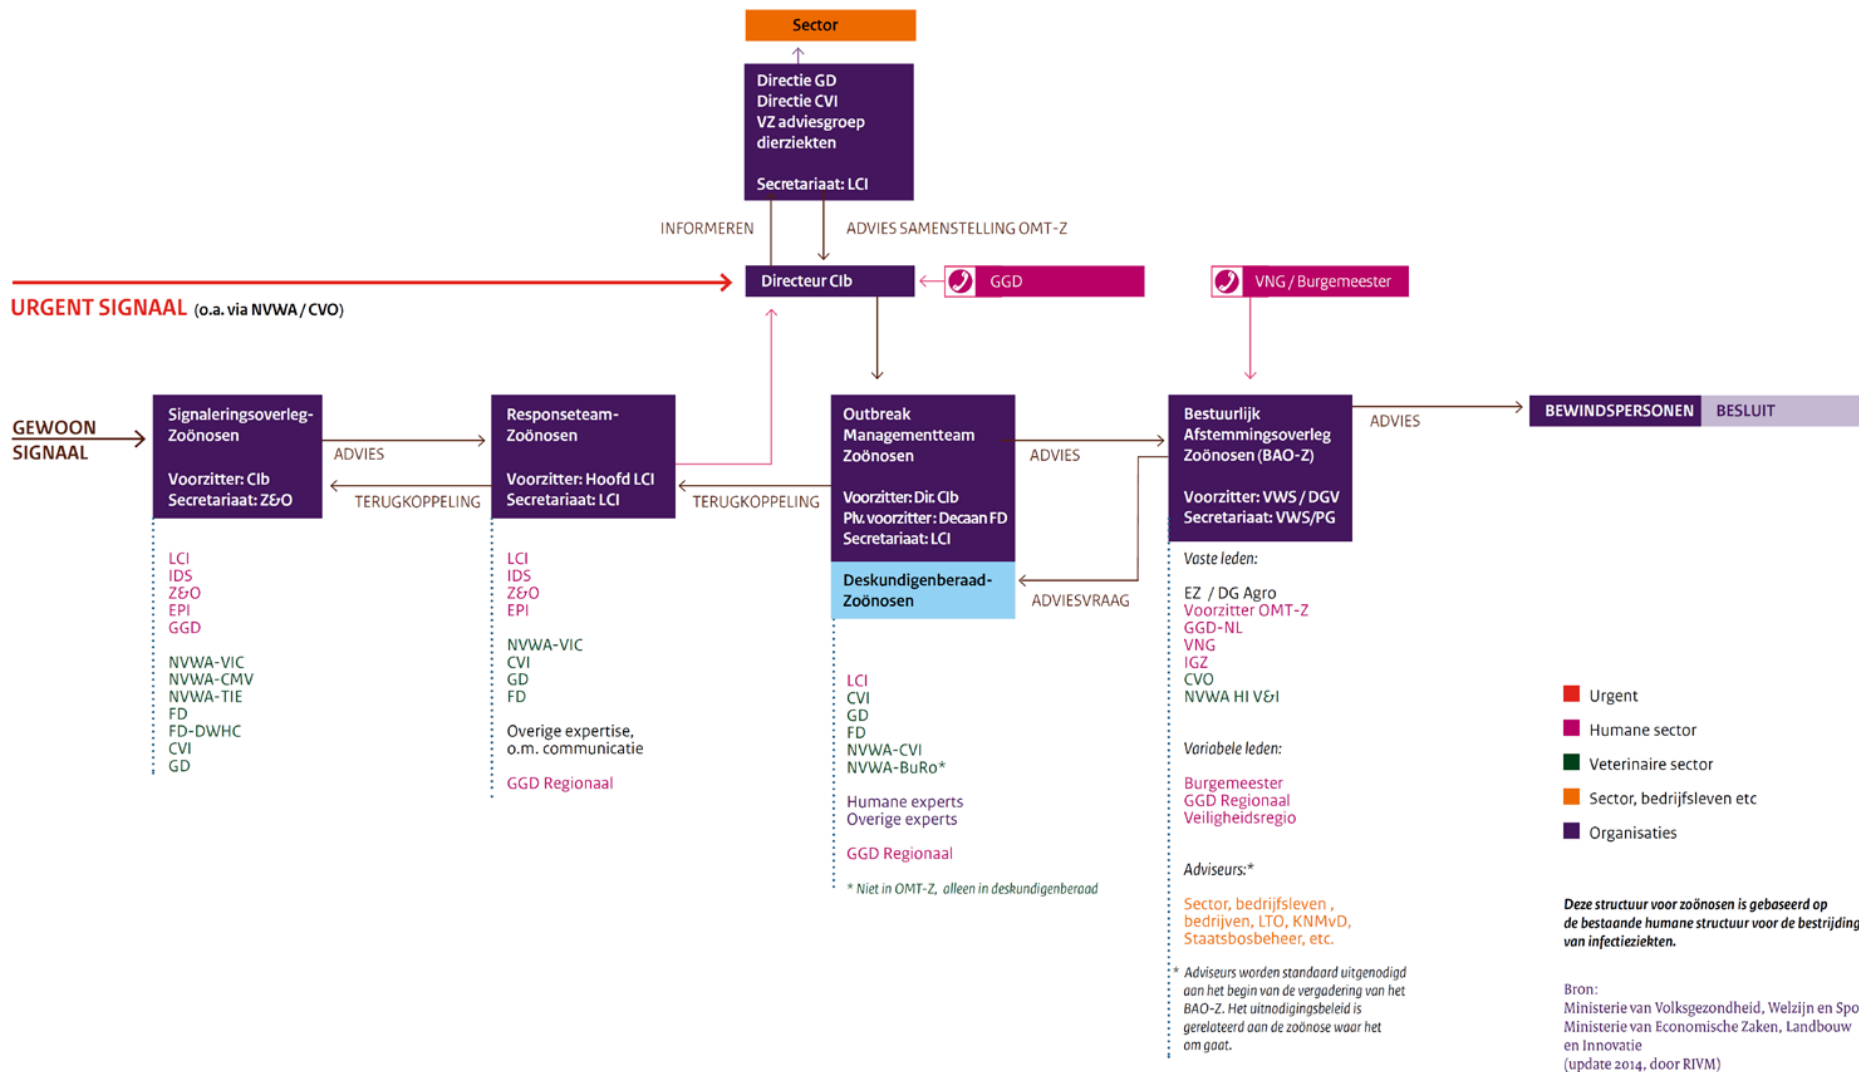 Sector
Directie GD
Directie CVI
VZ adviesgroep
dierziekten
Secretariaat: LCI
INFORMEREN
ADVIES SAMENSTELLING OMT-Z
Directeur CIb
GGD
VNG / Burgemeester
URGENT SIGNAAL (o.a. via NVWA / CVO)
GEWOON
SIGNAAL
Signaleringsoverleg-
Zoönosen
Voorzitter: CIb
Secretariaat: Z&O
ADVIES
TERUGKOPPELING
Responseteam-
Zoönosen
Voorzitter: Hoofd LCI
Secretariaat: LCI
TERUGKOPPELING
Outbreak
Managementteam
Zoönosen
Voorzitter: Dir. CIb
Plv. voorzitter : Decaan FD
Secretariaat: LCI
Deskundigenberaad-
Zoönosen
ADVIES
ADVIESVRAAG
Bestuurlijk
Afstemmingsoverleg
Zoönosen (BAO-Z)
Voorzitter: VWS / DGV
Secretariaat: VWS/PG
ADVIES
BEWINDSPERSONEN BESLUIT
LCI
IDS
Z&O
EPI
GGD
NVWA-VIC
NVWA-CMV
NVWA-TIE
FD
FD-DWHC
CVI
GD
LCI
IDS
Z&O
EPI
NVWA-VIC
CVI
GD
FD
Overige expertise,
o.m. communicatie
GGD Regionaal
LCI
CVI
GD
FD
NVWA-CVI
NVWA-BuRo*
Humane experts
Overige experts
GGD Regionaal
* Niet in OMT-Z, alleen in deskundigenberaad
Vaste leden:
EZ / DG Agro
Voorzitter OMT-Z
GGD-NL
VNG
IGZ
CVO
NVWA HI V&I
Variabele leden:
Burgemeester
GGD Regionaal
Veiligheidsregio
Adviseurs:*
Sector, bedrijfsleven ,
bedrijven, LTO, KNMvD,
Staatsbosbeheer, etc.
* Adviseurs worden standaard uitgenodigd
aan het begin van de vergadering van het
BAO-Z. Het uitnodigingsbeleid is
gerelateerd aan de zoönose waar het
om gaat.
Urgent
Humane sector
Veterinaire sector
Sector, bedrijfsleven etc
Organisaties
Deze structuur voor zoönosen is gebaseerd op
de bestaande humane structuur voor de bestrijding
van infectieziekten.
Bron:
Ministerie van Volksgezondheid, Welzijn en Spo
Ministerie van Economische Zaken, Landbouw
en Innovatie
(update 2014, door RIVM)